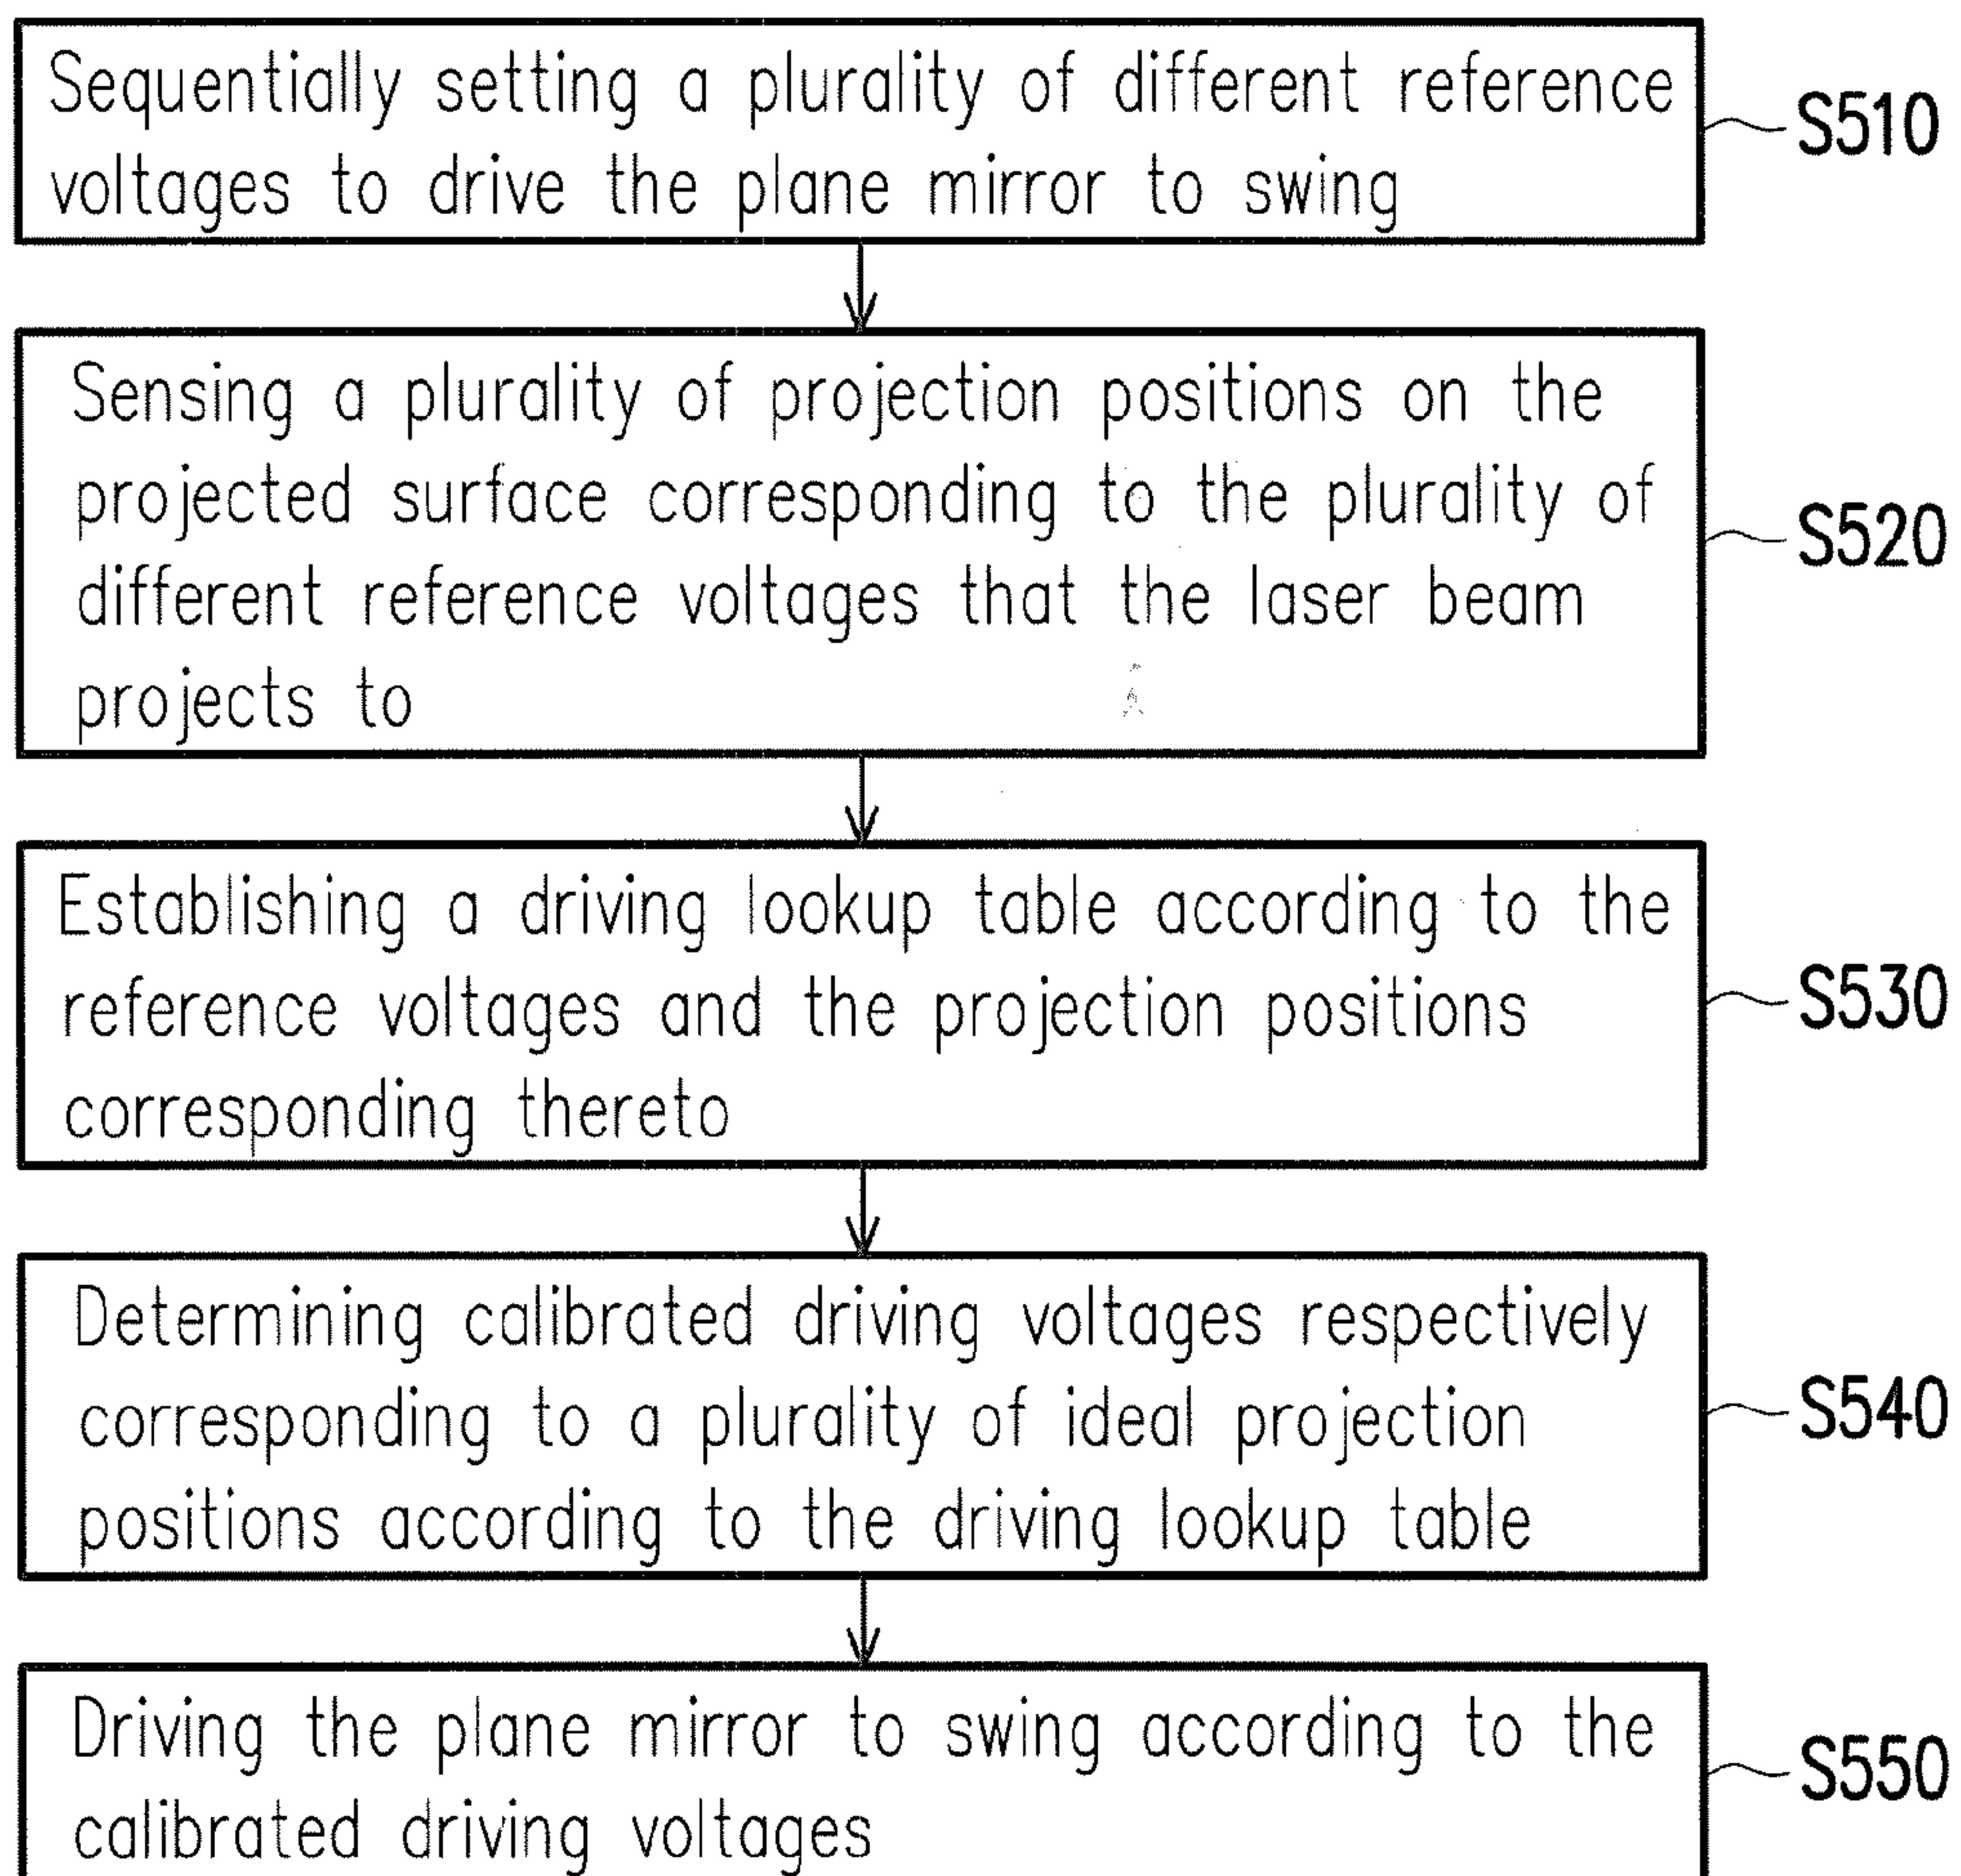 Sequentially setting a plurality of different reference
voltages to drive the plane mirror to swing
S510
Sensing a plurality of projection positions on the
projected surface corresponding to the plurality of
different reference voltages that the laser beam
projects to
S520
Establishing a driving lookup table according to the
reference voltages and the projection positions
corresponding thereto
S530
Determining calibrated driving voltages respectively
corresponding to a plurality of ideal projection
positions according to the driving lookup table
S540
Driving the plane mirror to swing according to the
calibrated driving voltages
S550